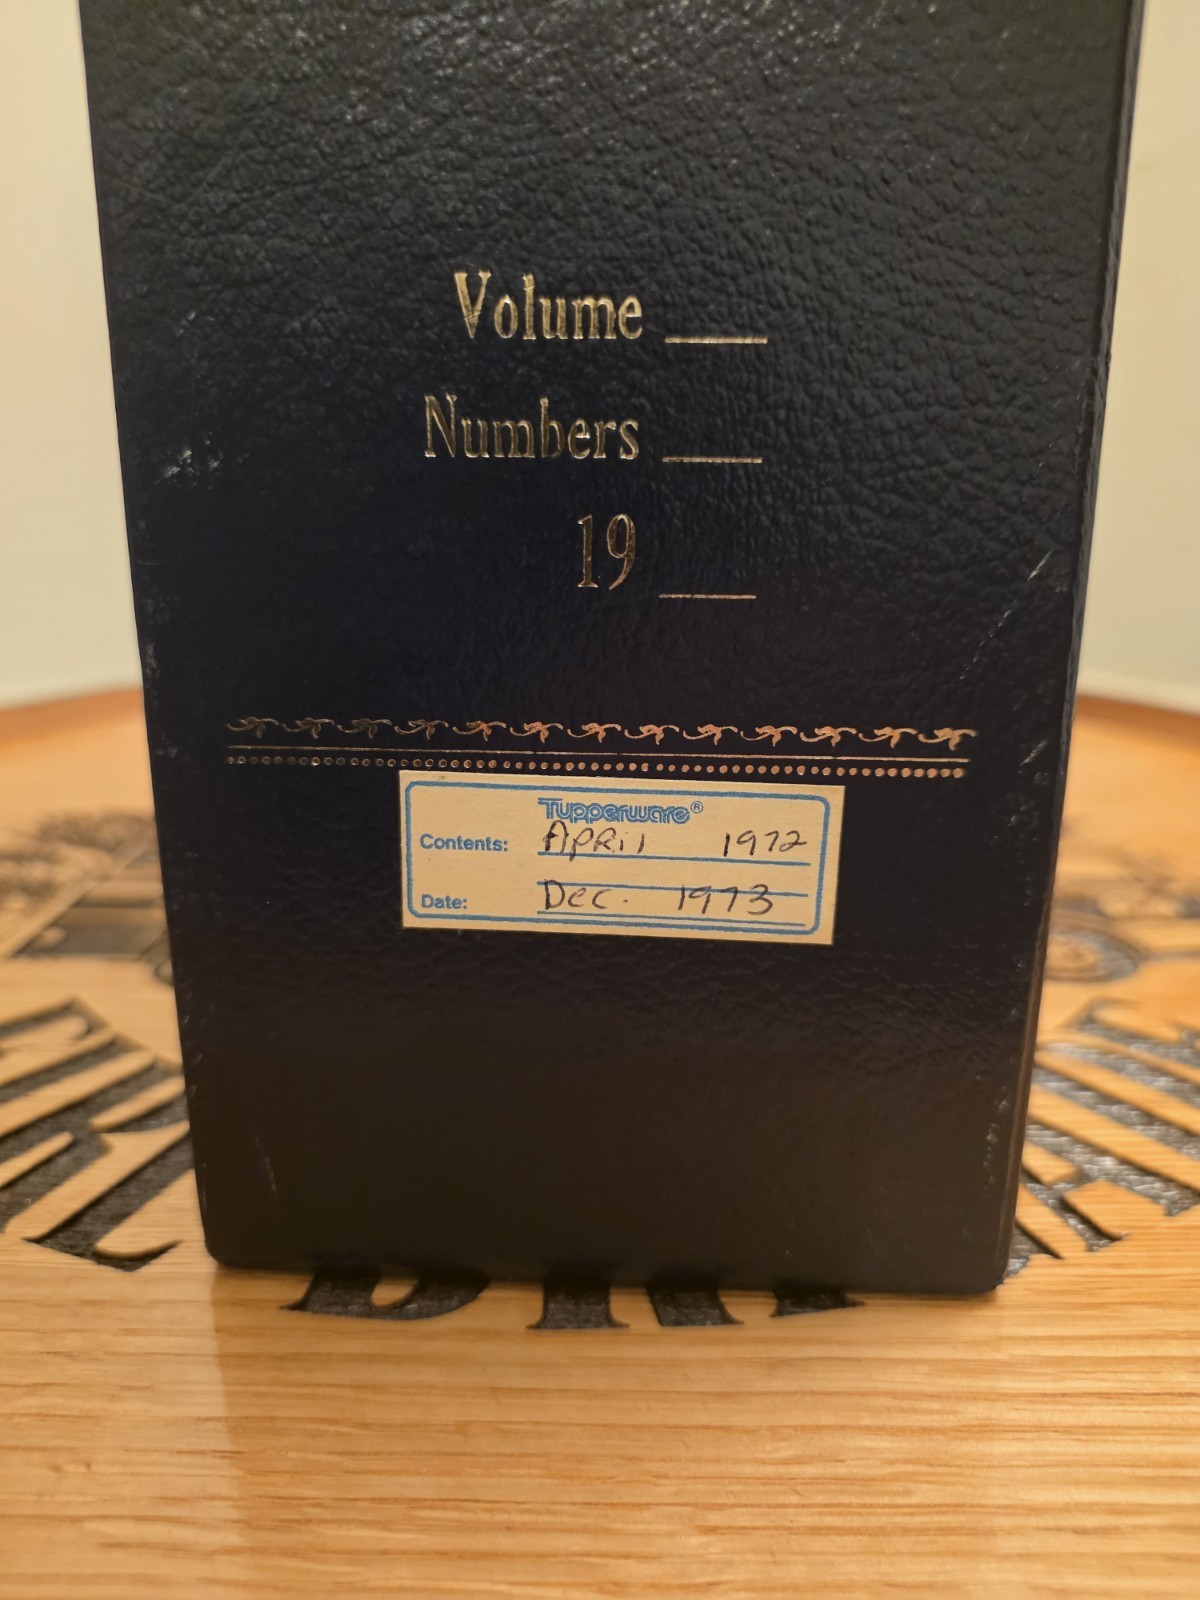 Volume ___
Numbers ___
19 ___
Tupperware®
Contents: April 1972
Date: Dec. 1973